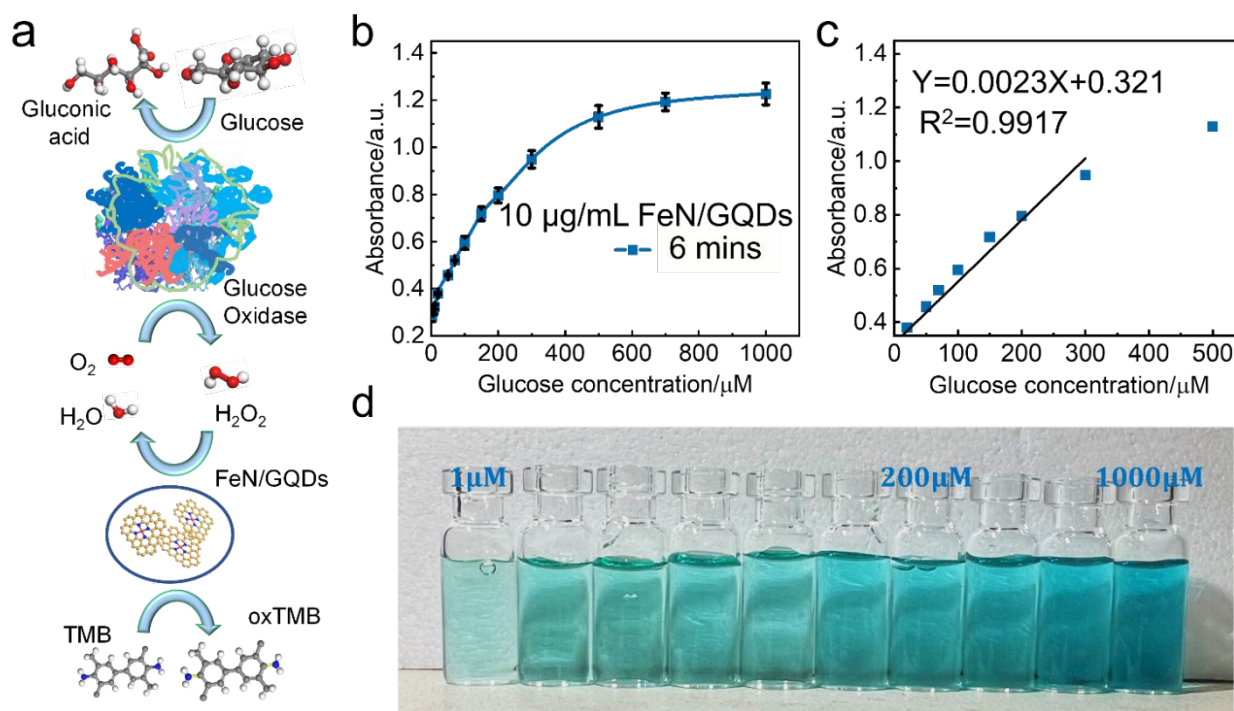 a
Gluconic
acid
Glucose
Glucose
Oxidase
O₂
H₂O
H₂O₂
FeN/GQDs
TMB
oxTMB
b
1.4
1.2
1.0
0.8
0.6
0.4
0.2
Absorbance/a.u.
10 μg/mL FeN/GQDs
6 mins
0
200
400
600
800
1000
Glucose concentration/μM
c
Y=0.0023X+0.321
R²=0.9917
1.4
1.2
1.0
0.8
0.6
0.4
Absorbance/a.u.
100
200
300
400
500
Glucose concentration/μM
d
1μM
200μM
1000μM